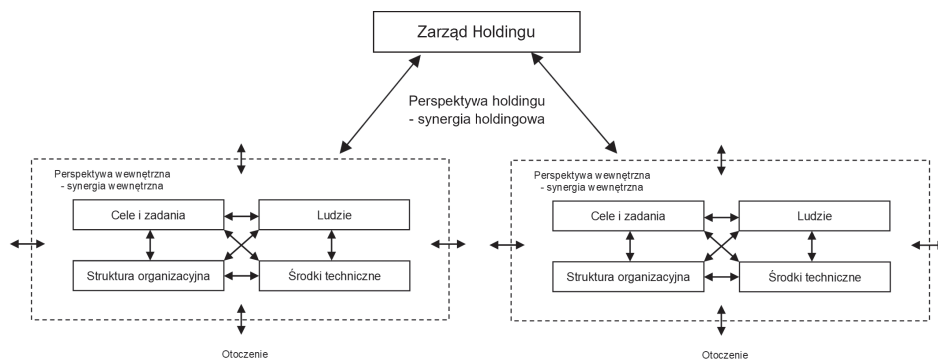 Zarząd Holdingu
Perspektywa holdingu
- synergia holdingowa
Perspektywa wewnętrzna
- synergia wewnętrzna
Cele i zadania
Ludzie
Struktura organizacyjna
Środki techniczne
Otoczenie
Perspektywa wewnętrzna
- synergia wewnętrzna
Cele i zadania
Ludzie
Struktura organizacyjna
Środki techniczne
Otoczenie